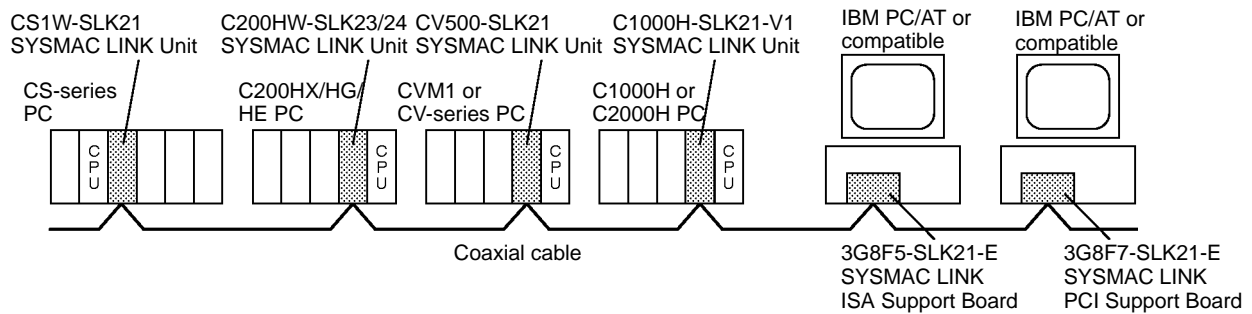 CS1W-SLK21
SYSMAC LINK Unit
C200HW-SLK23/24
SYSMAC LINK Unit
CV500-SLK21
SYSMAC LINK Unit
C1000H-SLK21-V1
SYSMAC LINK Unit
IBM PC/AT or
compatible
IBM PC/AT or
compatible
CS-series
PC
C200HX/HG/
HE PC
CVM1 or
CV-series PC
C1000H or
C2000H PC
CPU
CPU
CPU
CPU
Coaxial cable
3G8F5-SLK21-E
SYSMAC LINK
ISA Support Board
3G8F7-SLK21-E
SYSMAC LINK
PCI Support Board